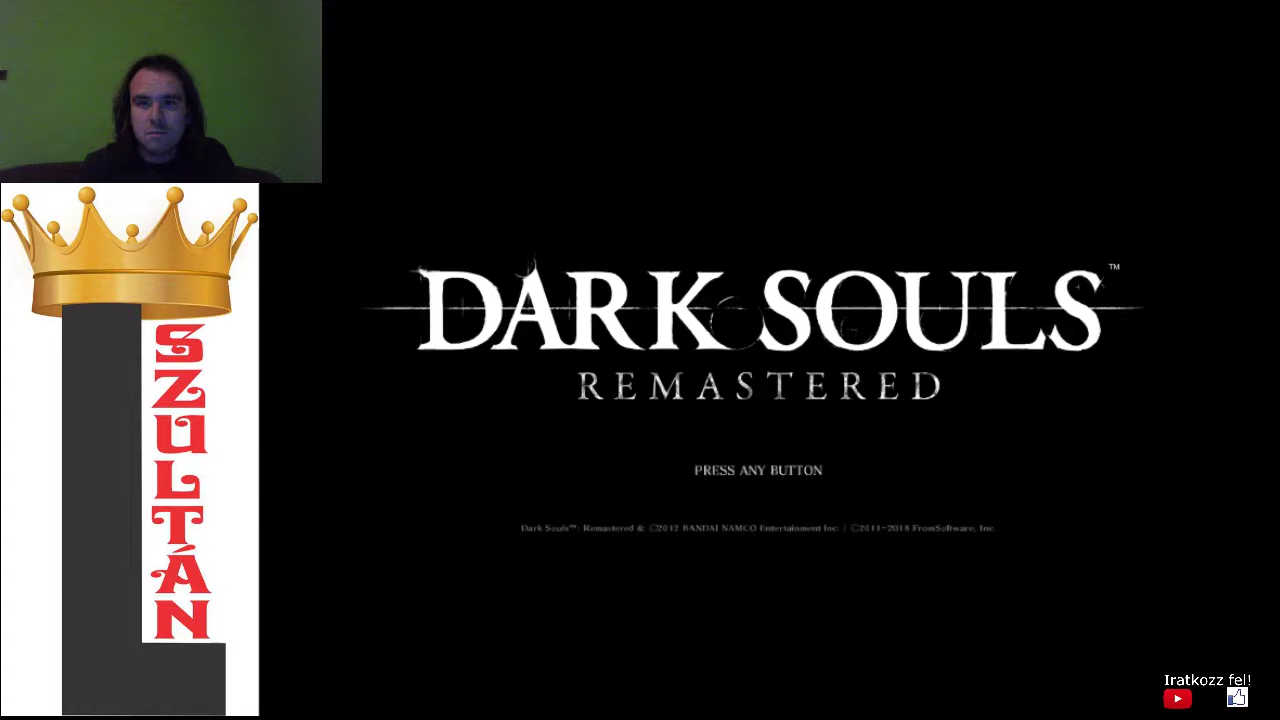 L
SZULTÁN
DARK SOULS™
REMASTERED
PRESS ANY BUTTON
Dark Souls™: Remastered & ©2012 BANDAI NAMCO Entertainment Inc. / ©2011-2018 FromSoftware, Inc.
Iratkozz fel!